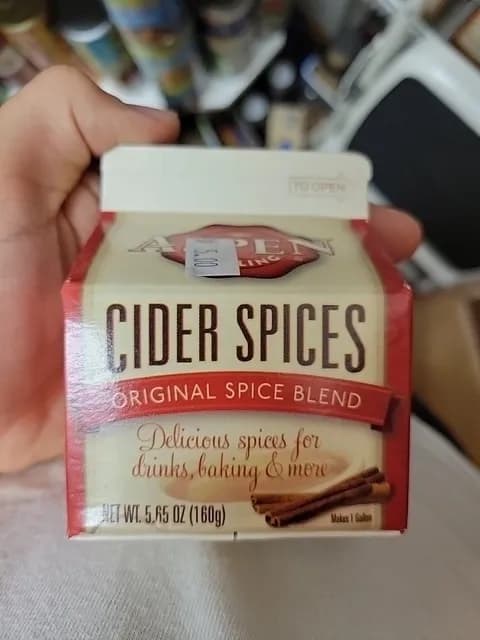 TO OPEN
ASPEN
CIDER SPICES
ORIGINAL SPICE BLEND
Delicious spices for
drinks, baking & more
NET WT. 5.65 OZ (160g)
Makes 1 Gallon